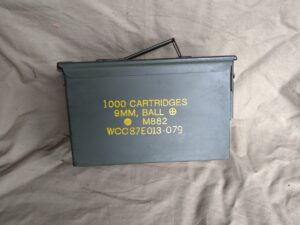 1000 CARTRIDGES
9MM, BALL ⊕
M882
WCC87E013-079